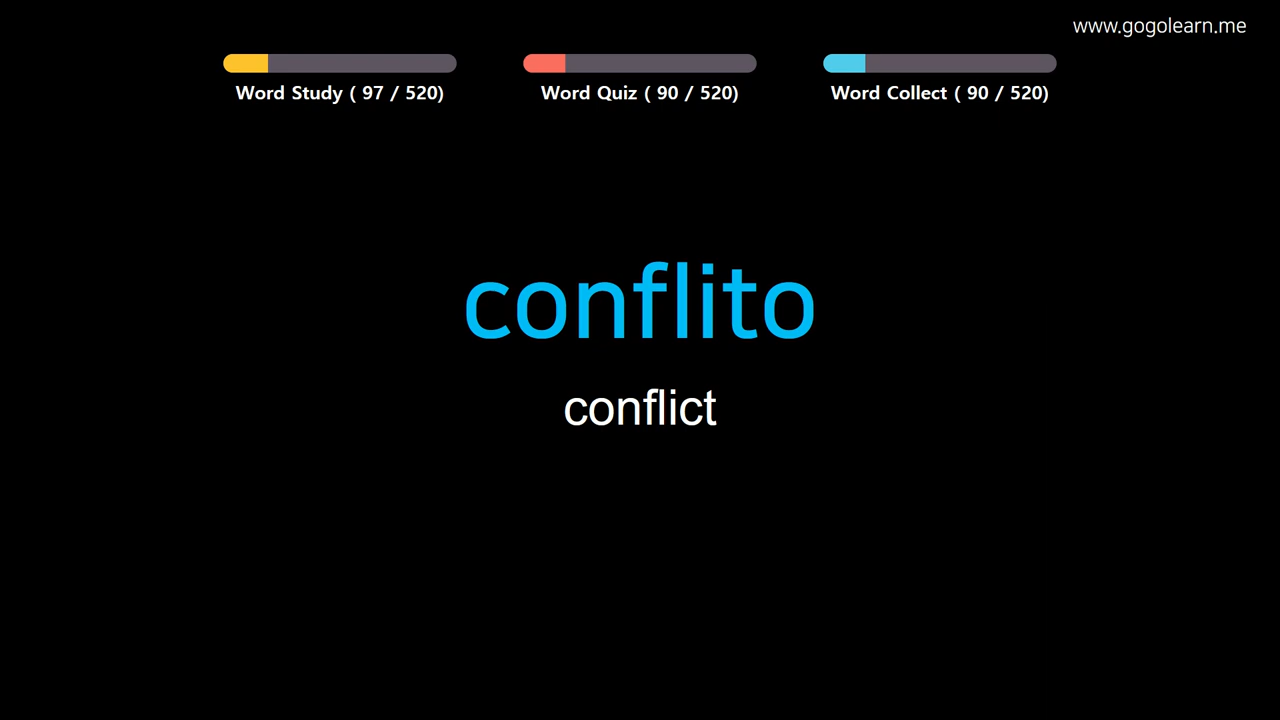 www.gogolearn.me
Word Study ( 97 / 520)
Word Quiz ( 90 / 520)
Word Collect ( 90 / 520)
conflito
conflict